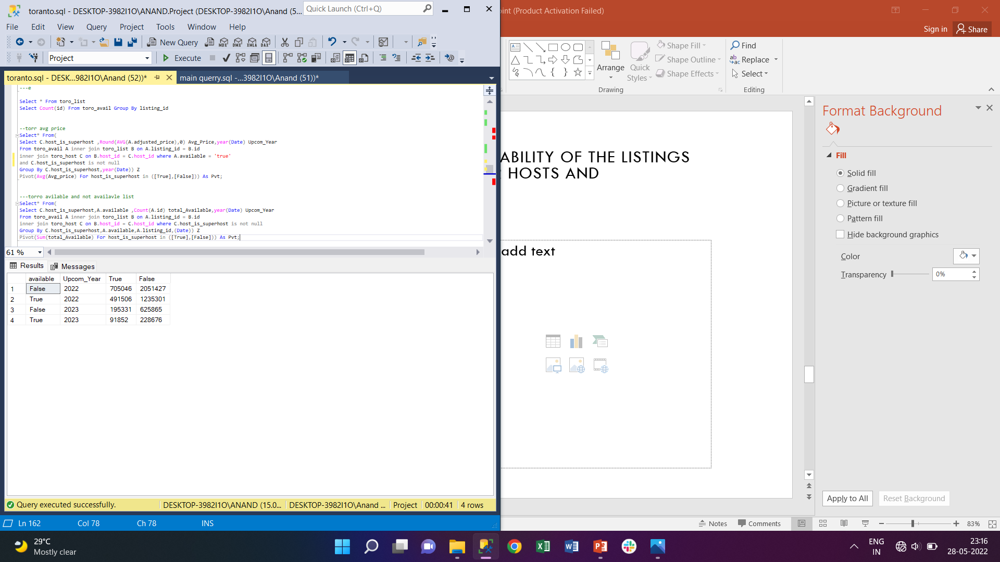 toranto.sql - DESKTOP-3982I1O\ANAND.Project (DESKTOP-3982I1O\Anand (5...
Quick Launch (Ctrl+Q)
File Edit View Query Project Tools Window Help
New Query
MDX DMX XMLA DAX
Project
Execute
toranto.sql - DESK...982I1O\Anand (52))*
main querry.sql -...3982I1O\Anand (51))*
---e
Select * From toro_list
Select Count(id) From toro_avail Group By listing_id
--torr avg price
Select* From(
Select C.host_is_superhost ,Round(AVG(A.adjusted_price),0) Avg_Price,year(Date) Upcom_Year
From toro_avail A inner join toro_list B on A.listing_id = B.id
inner join toro_host C on B.host_id = C.host_id where A.available = 'true'
and C.host_is_superhost is not null
Group By C.host_is_superhost,year(Date)) Z
Pivot(Avg(Avg_price) For host_is_superhost in ([True],[False])) As Pvt;
---torro avilable and not availavle list
Select* From(
Select C.host_is_superhost,A.available ,Count(A.id) total_Available,year(Date) Upcom_Year
From toro_avail A inner join toro_list B on A.listing_id = B.id
inner join toro_host C on B.host_id = C.host_id where C.host_is_superhost is not null
Group By C.host_is_superhost,A.available,A.listing_id,(Date)) Z
Pivot(Sum(total_Available) For host_is_superhost in ([True],[False])) As Pvt;
61 %
Results Messages
available Upcom_Year True False
1 False 2022 705046 2051427
2 True 2022 491506 1235301
3 False 2023 195331 625865
4 True 2023 91852 228676
Query executed successfully.
DESKTOP-3982I1O\ANAND (15.0... DESKTOP-3982I1O\Anand ... Project 00:00:41 4 rows
Ln 162 Col 78 Ch 78 INS
oint (Product Activation Failed)
Sign in Share
Arrange
Quick
Styles
Shape Fill
Shape Outline
Shape Effects
Drawing
Find
Replace
Select
Editing
ABILITY OF THE LISTINGS
HOSTS AND
add text
Format Background
Fill
Solid fill
Gradient fill
Picture or texture fill
Pattern fill
Hide background graphics
Color
Transparency 0%
Apply to All Reset Background
Notes Comments 83%
29°C
Mostly clear
ENG
IN
23:16
28-05-2022